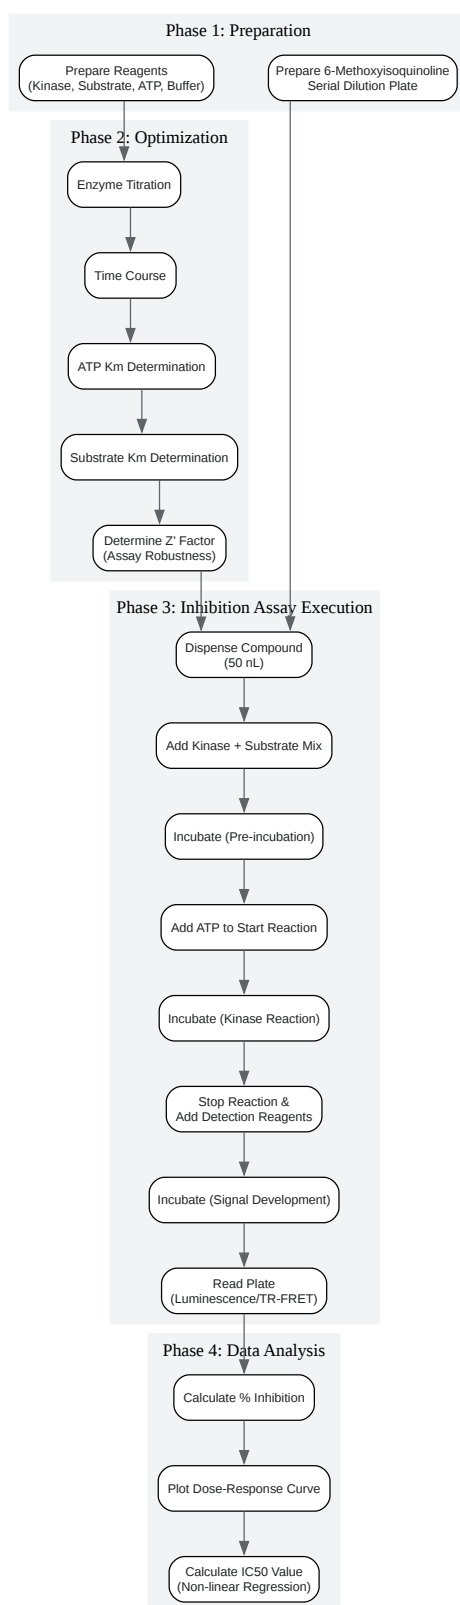 Phase 1: Preparation
Prepare Reagents
(Kinase, Substrate, ATP, Buffer)
Prepare 6-Methoxyisoquinoline
Serial Dilution Plate
Phase 2: Optimization
Enzyme Titration
Time Course
ATP Km Determination
Substrate Km Determination
Determine Z' Factor
(Assay Robustness)
Phase 3: Inhibition Assay Execution
Dispense Compound
(50 nL)
Add Kinase + Substrate Mix
Incubate (Pre-incubation)
Add ATP to Start Reaction
Incubate (Kinase Reaction)
Stop Reaction &
Add Detection Reagents
Incubate (Signal Development)
Read Plate
(Luminescence/TR-FRET)
Phase 4: Data Analysis
Calculate % Inhibition
Plot Dose-Response Curve
Calculate IC50 Value
(Non-linear Regression)